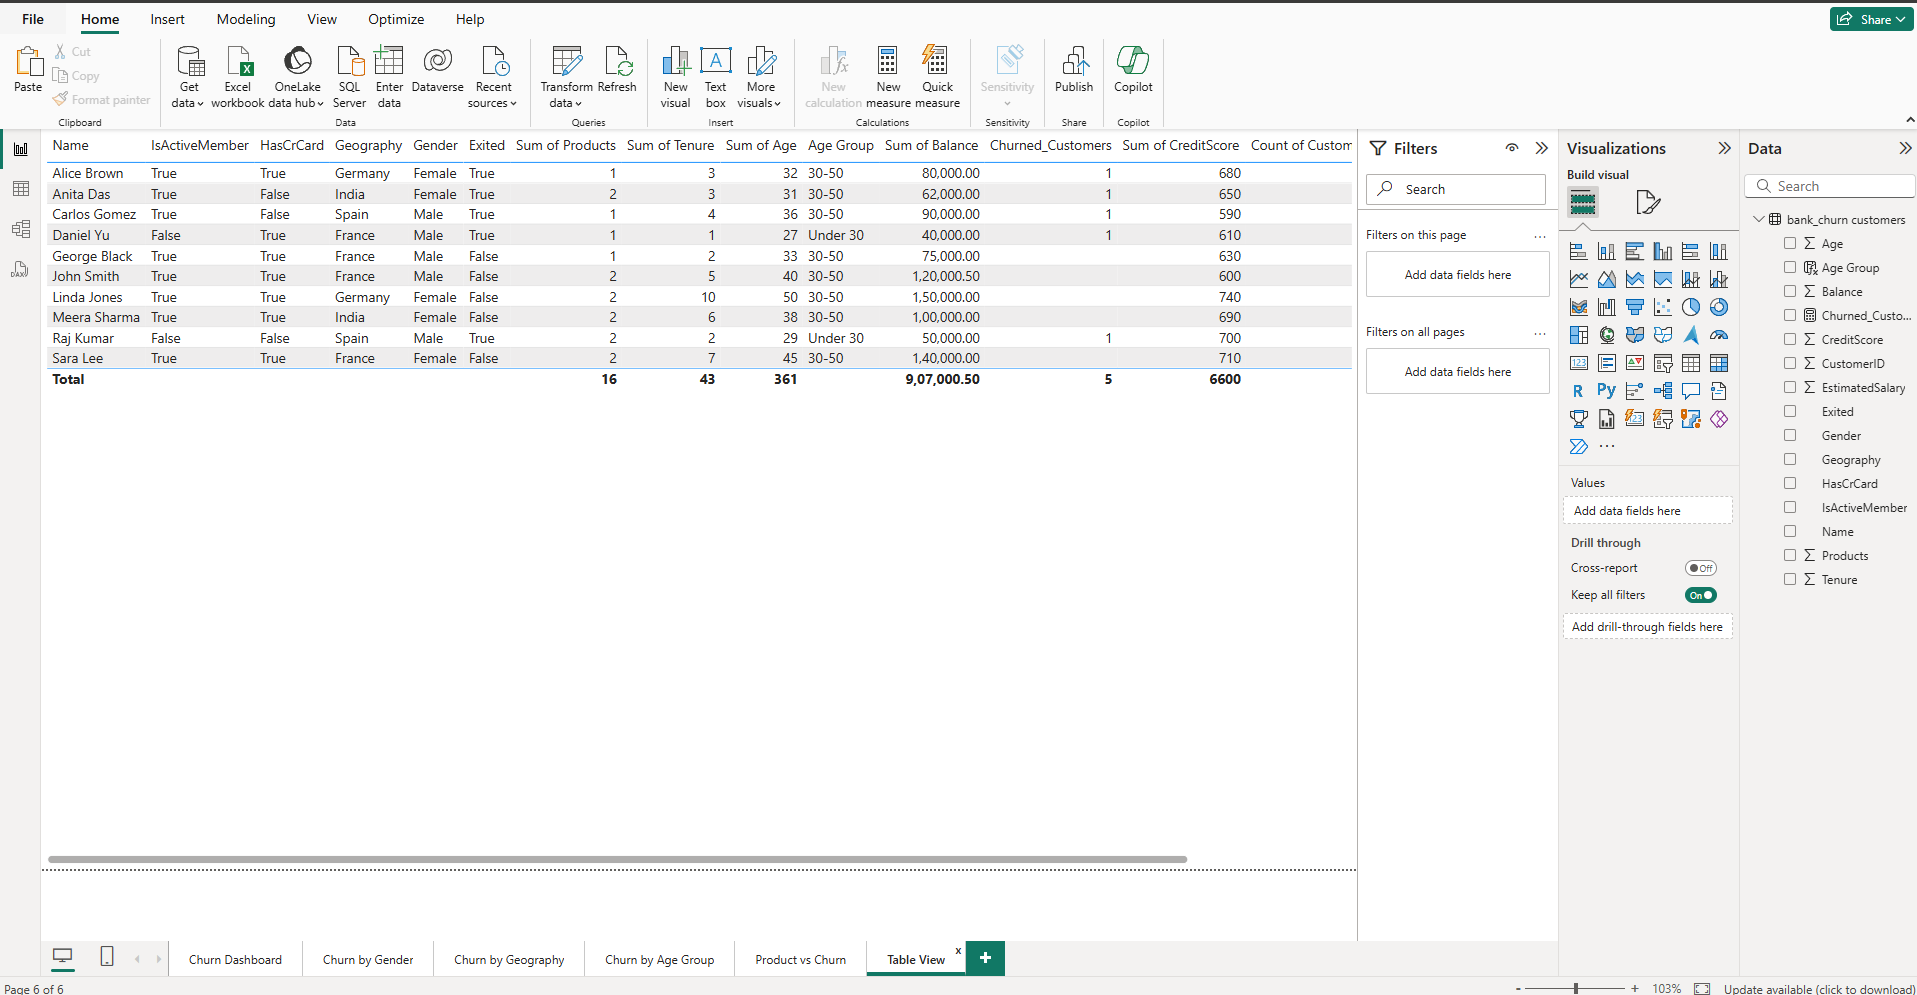 File Home Insert Modeling View Optimize Help Share
Paste Cut Copy Format painter
Clipboard
Get data Excel workbook OneLake data hub SQL Server Enter data Dataverse Recent sources
Data
Transform data Refresh
Queries
New visual Text box More visuals
Insert
New calculation New measure Quick measure
Calculations
Sensitivity
Sensitivity
Publish
Share
Copilot
Copilot
Name IsActiveMember HasCrCard Geography Gender Exited Sum of Products Sum of Tenure Sum of Age Age Group Sum of Balance Churned_Customers Sum of CreditScore Count of Custom
Alice Brown True True Germany Female True 1 3 32 30-50 80,000.00 1 680
Anita Das True False India Female True 2 3 31 30-50 62,000.00 1 650
Carlos Gomez True False Spain Male True 1 4 36 30-50 90,000.00 1 590
Daniel Yu False True France Male True 1 1 27 Under 30 40,000.00 1 610
George Black True True France Male False 1 2 33 30-50 75,000.00 630
John Smith True True France Male False 2 5 40 30-50 1,20,000.50 600
Linda Jones True True Germany Female False 2 10 50 30-50 1,50,000.00 740
Meera Sharma True True India Female False 2 6 38 30-50 1,00,000.00 690
Raj Kumar False False Spain Male True 2 2 29 Under 30 50,000.00 1 700
Sara Lee True True France Female False 2 7 45 30-50 1,40,000.00 710
Total 16 43 361 9,07,000.50 5 6600
Filters
Search
Filters on this page ...
Add data fields here
Filters on all pages ...
Add data fields here
Visualizations
Build visual
123
R Py
123
...
Values
Add data fields here
Drill through
Cross-report Off
Keep all filters On
Add drill-through fields here
Data
Search
bank_churn customers
Σ Age
Age Group
Σ Balance
Churned_Custo...
Σ CreditScore
Σ CustomerID
Σ EstimatedSalary
Exited
Gender
Geography
HasCrCard
IsActiveMember
Name
Σ Products
Σ Tenure
DAX
Churn Dashboard Churn by Gender Churn by Geography Churn by Age Group Product vs Churn Table View x +
Page 6 of 6 - + 103% Update available (click to download)